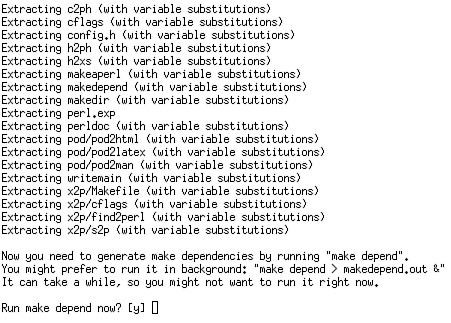 Extracting c2ph (with variable substitutions)
Extracting cflags (with variable substitutions)
Extracting config.h (with variable substitutions)
Extracting h2ph (with variable substitutions)
Extracting h2xs (with variable substitutions)
Extracting makeaperl (with variable substitutions)
Extracting makedepend (with variable substitutions)
Extracting makedir (with variable substitutions)
Extracting perl.exp
Extracting perldoc (with variable substitutions)
Extracting pod/pod2html (with variable substitutions)
Extracting pod/pod2latex (with variable substitutions)
Extracting pod/pod2man (with variable substitutions)
Extracting writemain (with variable substitutions)
Extracting x2p/Makefile (with variable substitutions)
Extracting x2p/cflags (with variable substitutions)
Extracting x2p/find2perl (with variable substitutions)
Extracting x2p/s2p (with variable substitutions)
Now you need to generate make dependencies by running "make depend".
You might prefer to run it in background: "make depend > makedepend.out &"
It can take a while, so you might not want to run it right now.
Run make depend now? [y]